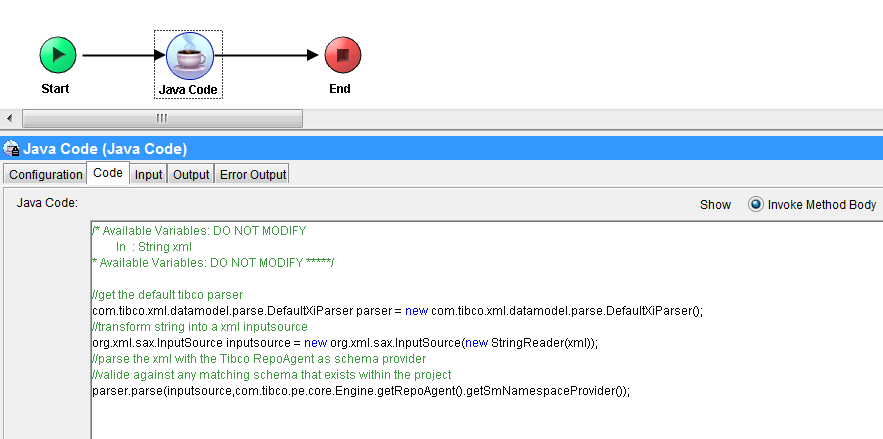 Start
Java Code
End
Java Code (Java Code)
Configuration Code Input Output Error Output
Java Code:
Show Invoke Method Body
/* Available Variables: DO NOT MODIFY
In : String xml
* Available Variables: DO NOT MODIFY *****/
//get the default tibco parser
com.tibco.xml.datamodel.parse.DefaultXiParser parser = new com.tibco.xml.datamodel.parse.DefaultXiParser();
//transform string into a xml inputsource
org.xml.sax.InputSource inputsource = new org.xml.sax.InputSource(new StringReader(xml));
//parse the xml with the Tibco RepoAgent as schema provider
//valide against any matching schema that exists within the project
parser.parse(inputsource,com.tibco.pe.core.Engine.getRepoAgent().getSmNamespaceProvider());